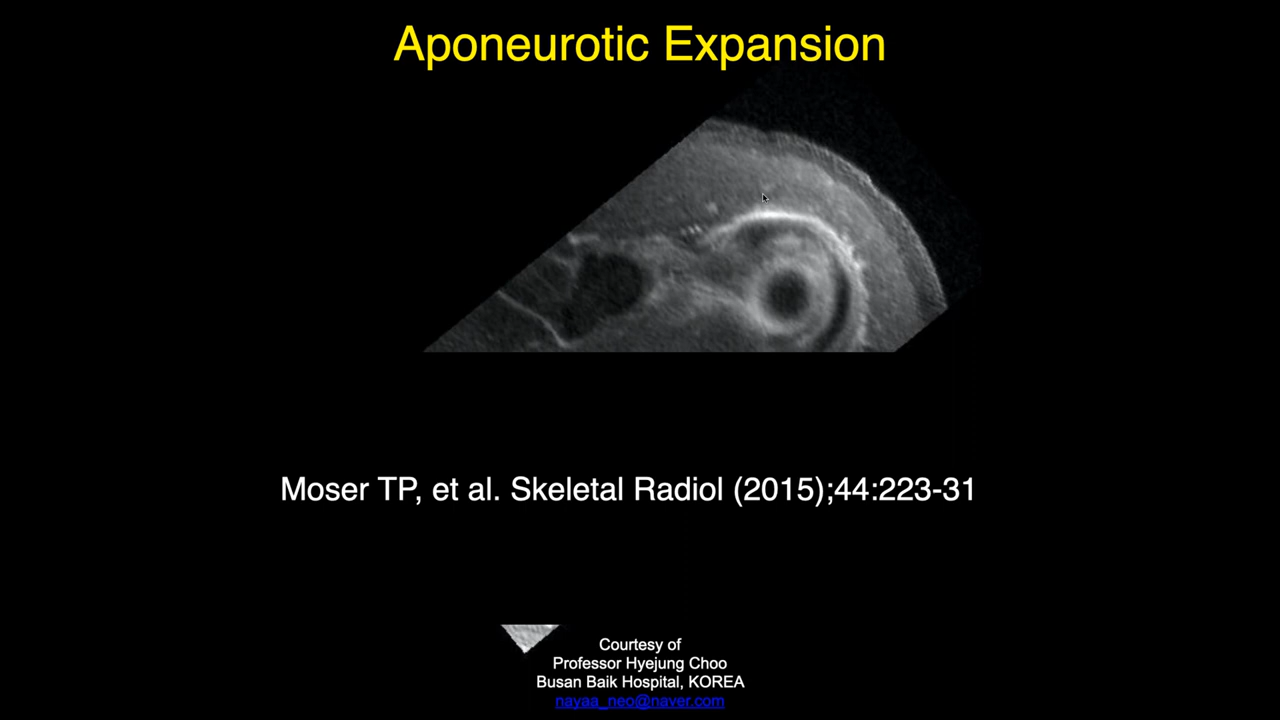 Aponeurotic Expansion
Moser TP, et al. Skeletal Radiol (2015);44:223-31
Courtesy of
Professor Hyejung Choo
Busan Baik Hospital, KOREA
nayaa_neo@naver.com